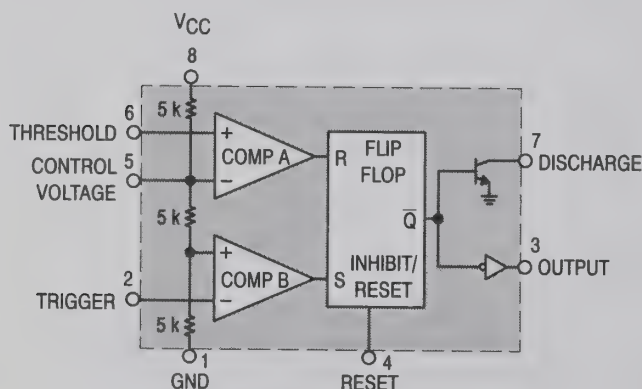 VCC
8
5 k
6
THRESHOLD
+
COMP A
R
FLIP
FLOP
7
DISCHARGE
5
CONTROL
VOLTAGE
−
5 k
Q̅
3
OUTPUT
+
COMP B
S
INHIBIT/
RESET
2
TRIGGER
−
5 k
1
GND
4
RESET